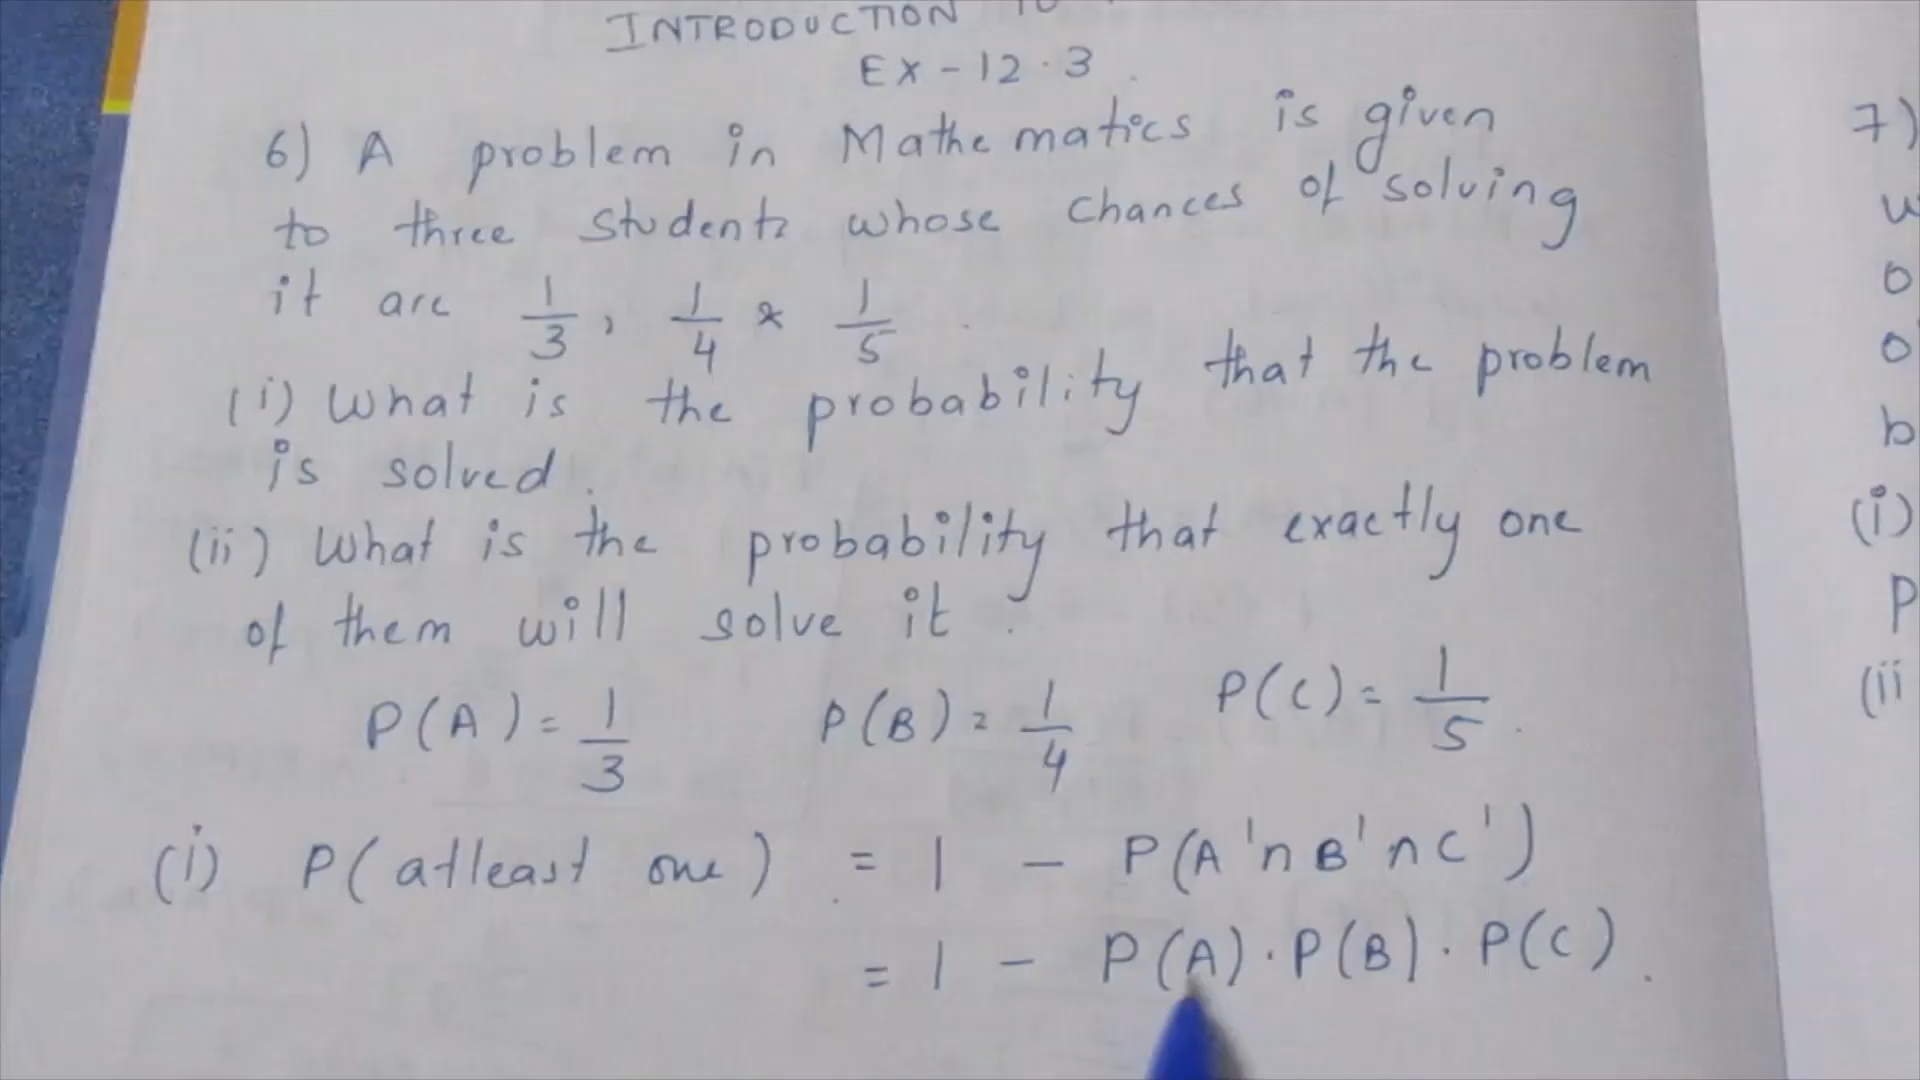 INTRODUCTION TO
EX - 12.3
6) A problem in Mathematics is given
to three students whose chances of solving
it are 1/3, 1/4 & 1/5.
(i) What is the probability that the problem
is solved.
(ii) What is the probability that exactly one
of them will solve it.
P(A) = 1/3 P(B) = 1/4 P(C) = 1/5.
(i) P(atleast one) = 1 - P(A'∩B'∩C')
= 1 - P(A).P(B).P(C).
7)
(i)
(ii